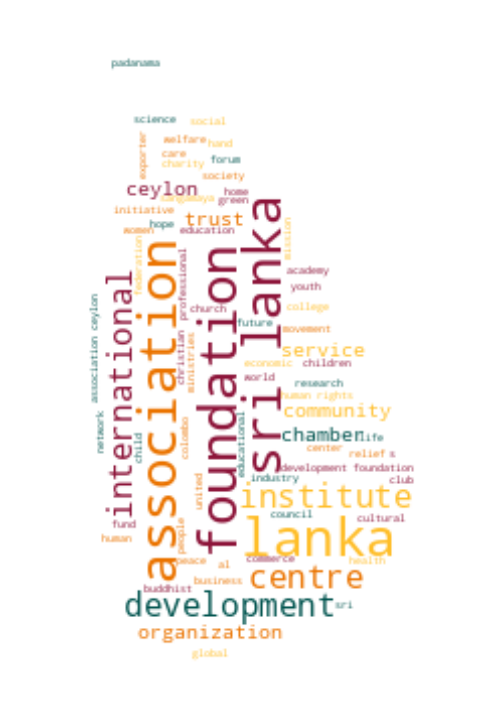 padanama
science
social
exporter
welfare
hand
care
charity
forum
society
ceylon
sangamaya
home
green
initiative
trust
hope
women
education
sri lanka
mission
federation
association
foundation
professional
international
academy
youth
association ceylon
church
college
future
movement
christian
ministries
service
economic
children
world
research
human rights
community
network
child
colombo
educational
chamber
life
center
relief
s
development foundation
industry
club
united
institute
fund
council
cultural
people
human
lanka
peace
al
commerce
health
business
centre
buddhist
development
sri
organization
global